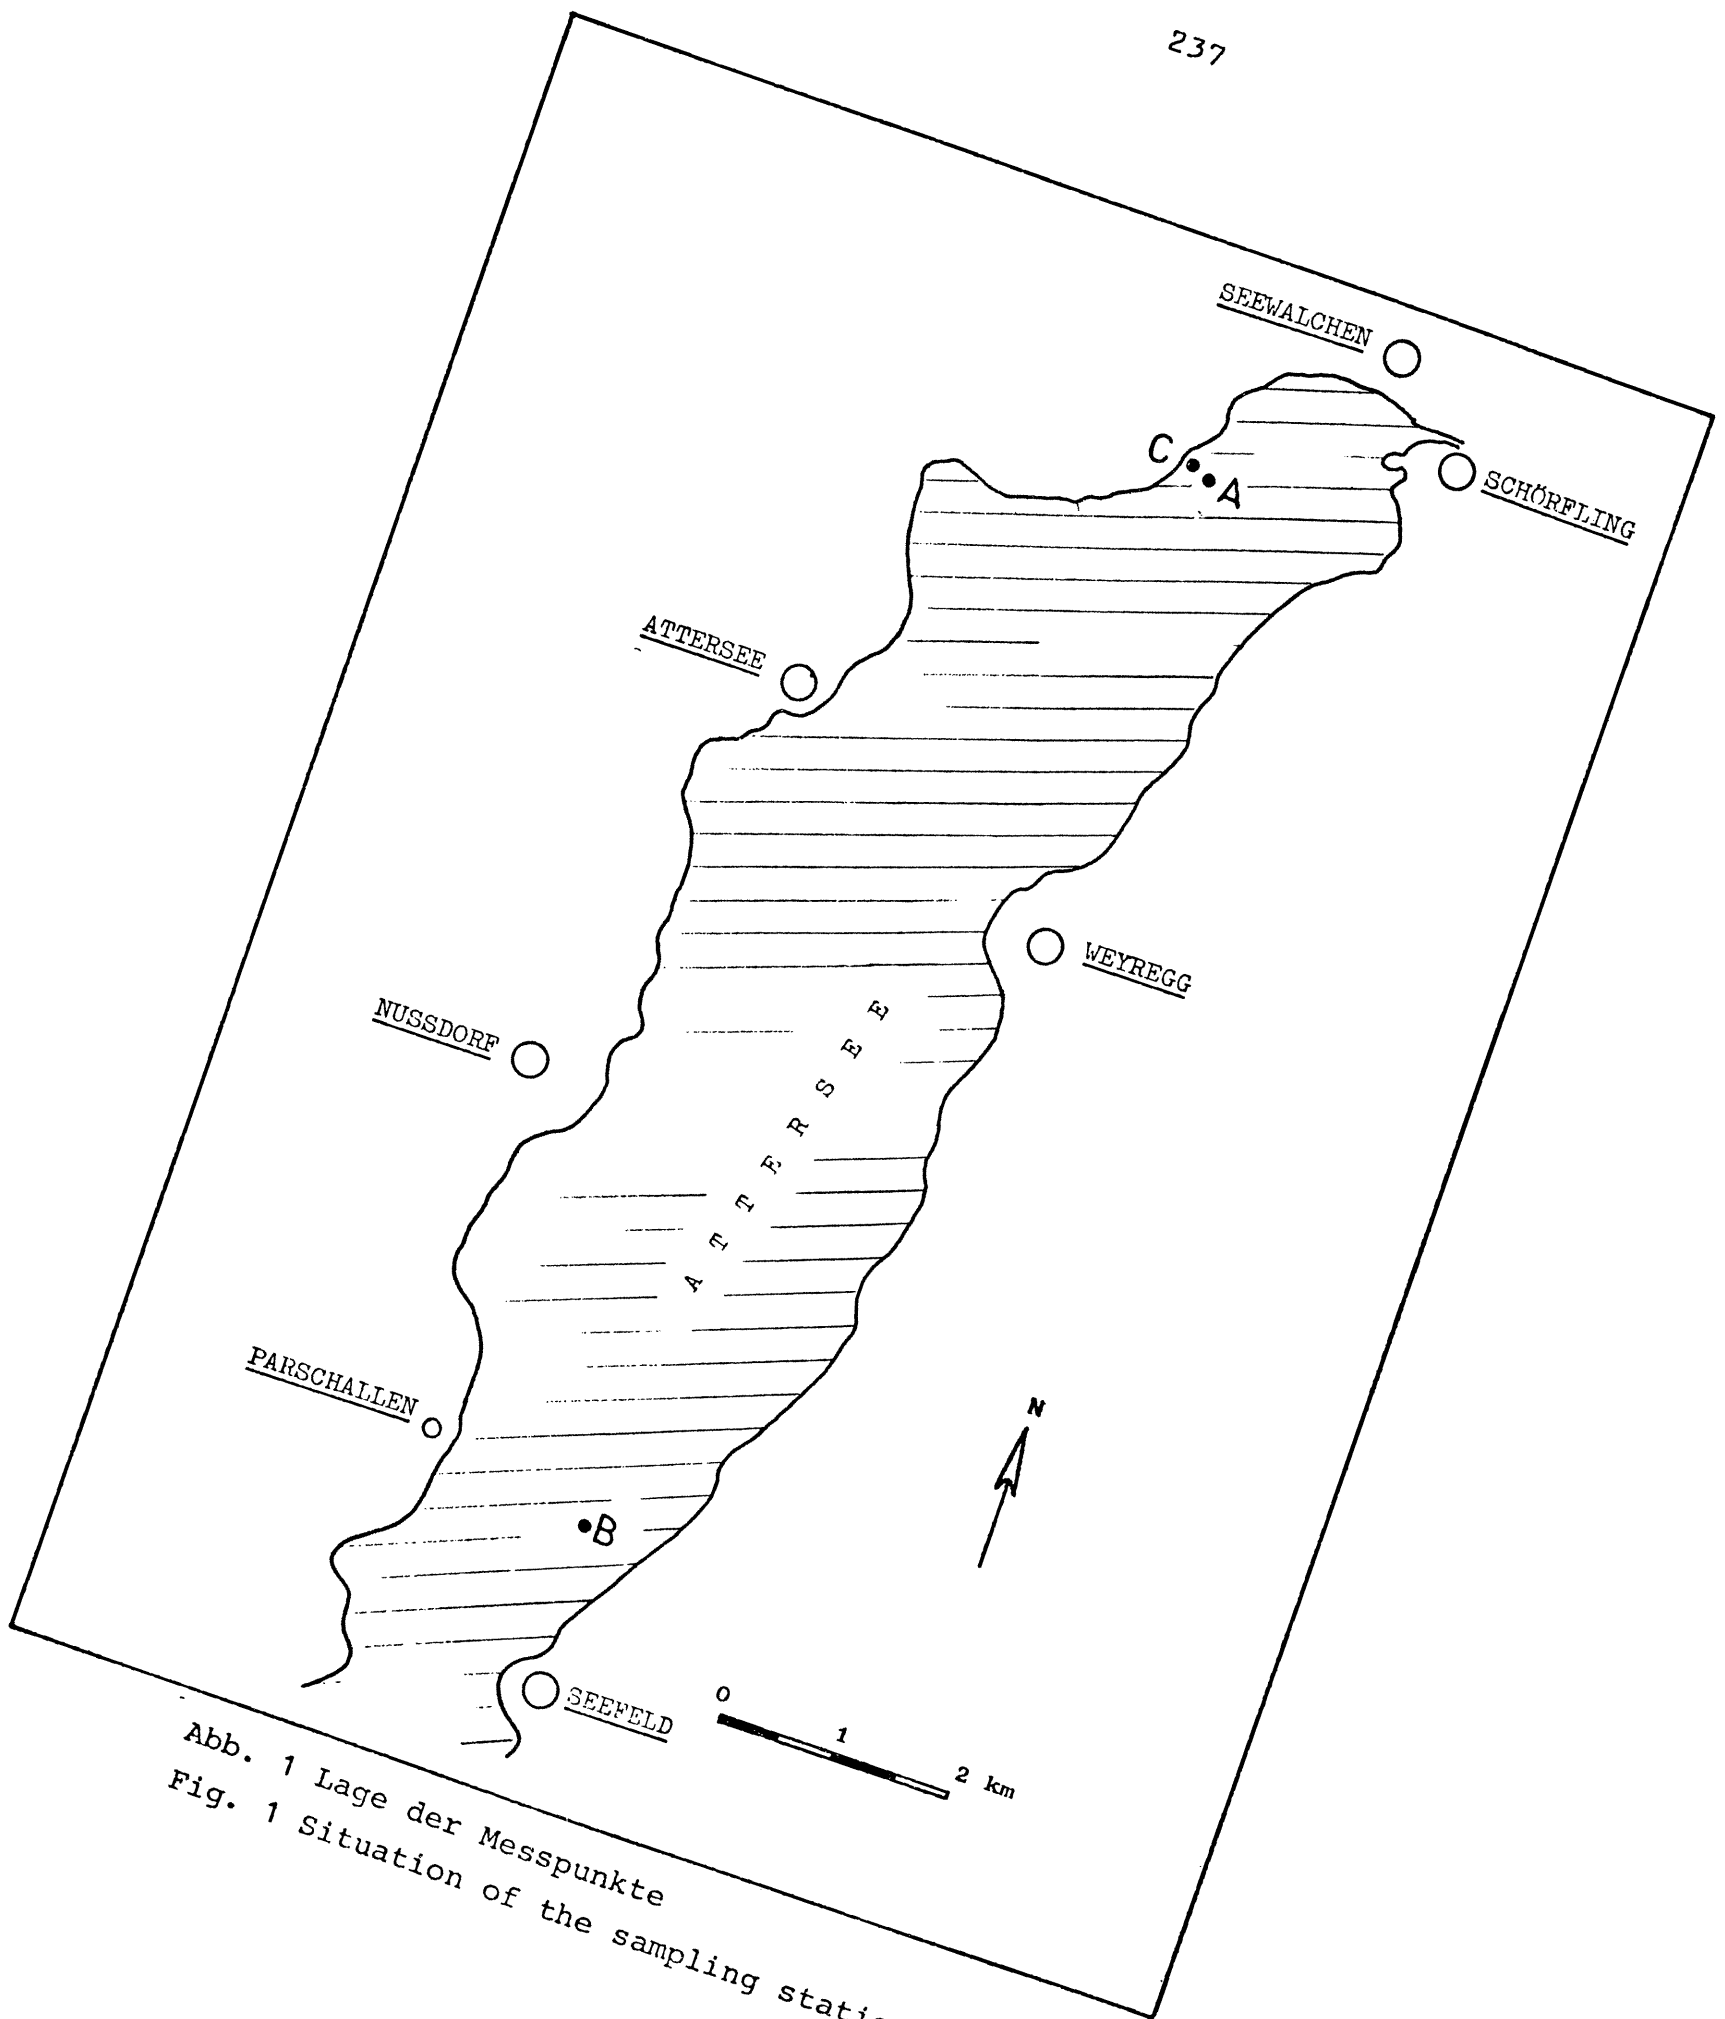 237
SEEWALCHEN
C
A
SCHÖRFLING
ATTERSEE
WEYREGG
NUSSDORF
ATTERSEE
PARSCHALLEN
N
B
SEEFELD
0 1 2 km
Abb. 1 Lage der Messpunkte
Fig. 1 Situation of the sampling